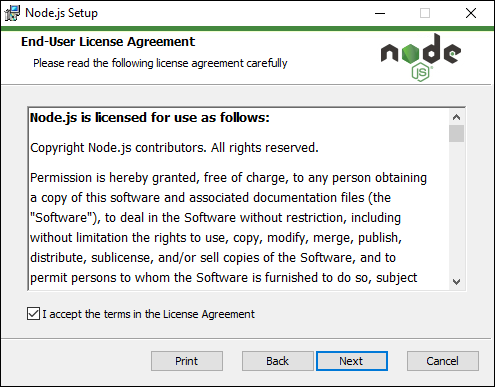 Node.js Setup
End-User License Agreement
Please read the following license agreement carefully
node
JS
Node.js is licensed for use as follows:
Copyright Node.js contributors. All rights reserved.
Permission is hereby granted, free of charge, to any person obtaining
a copy of this software and associated documentation files (the
"Software"), to deal in the Software without restriction, including
without limitation the rights to use, copy, modify, merge, publish,
distribute, sublicense, and/or sell copies of the Software, and to
permit persons to whom the Software is furnished to do so, subject
I accept the terms in the License Agreement
Print
Back
Next
Cancel